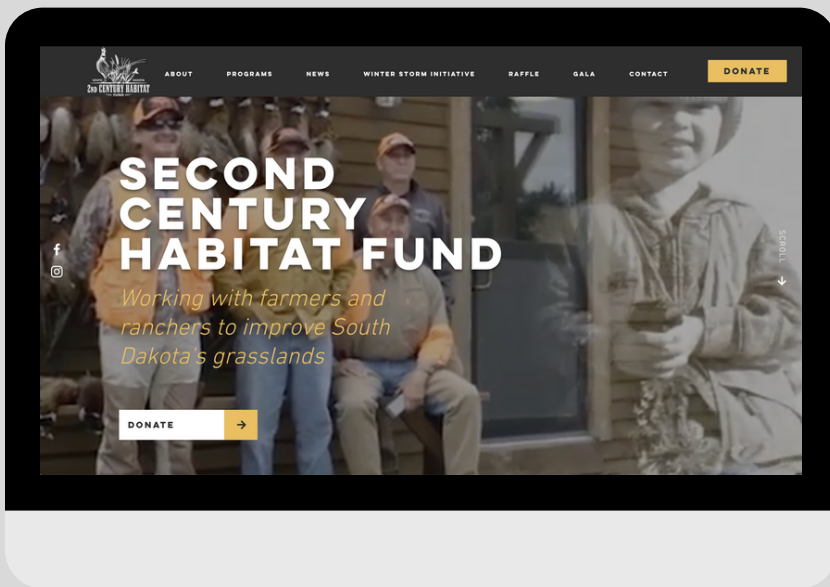 2ND CENTURY HABITAT
ABOUT
PROGRAMS
NEWS
WINTER STORM INITIATIVE
RAFFLE
GALA
CONTACT
DONATE
SECOND
CENTURY
HABITAT FUND
Working with farmers and
ranchers to improve South
Dakota's grasslands
DONATE
SCROLL